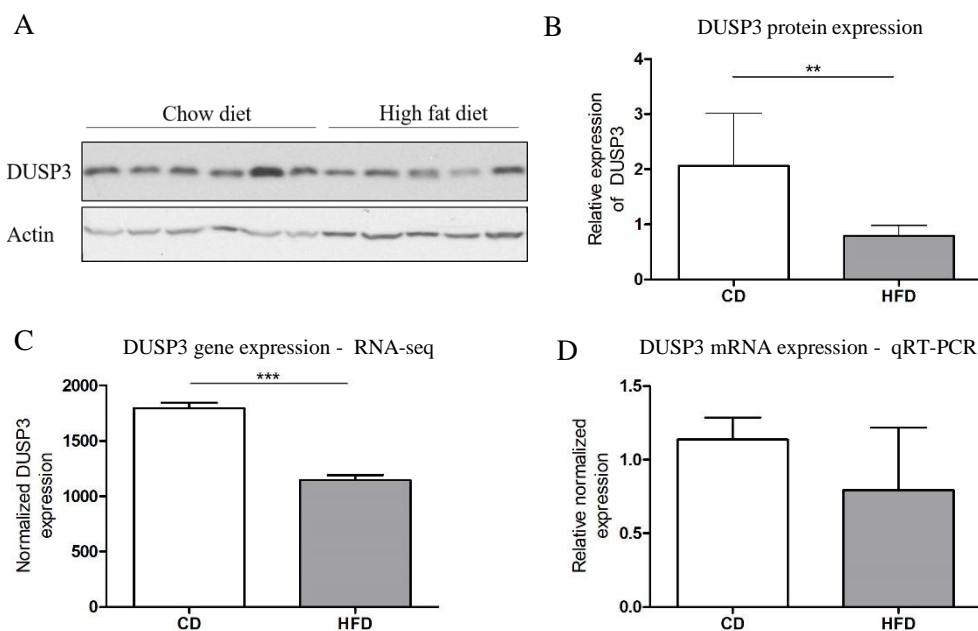 A
Chow diet
High fat diet
DUSP3
Actin
B
DUSP3 protein expression
Relative expression
of DUSP3
4
3
2
1
0
**
CD
HFD
C
DUSP3 gene expression - RNA-seq
Normalized DUSP3
expression
2000
1500
1000
500
0
***
CD
HFD
D
DUSP3 mRNA expression - qRT-PCR
Relative normalized
expression
1.5
1.0
0.5
0.0
CD
HFD